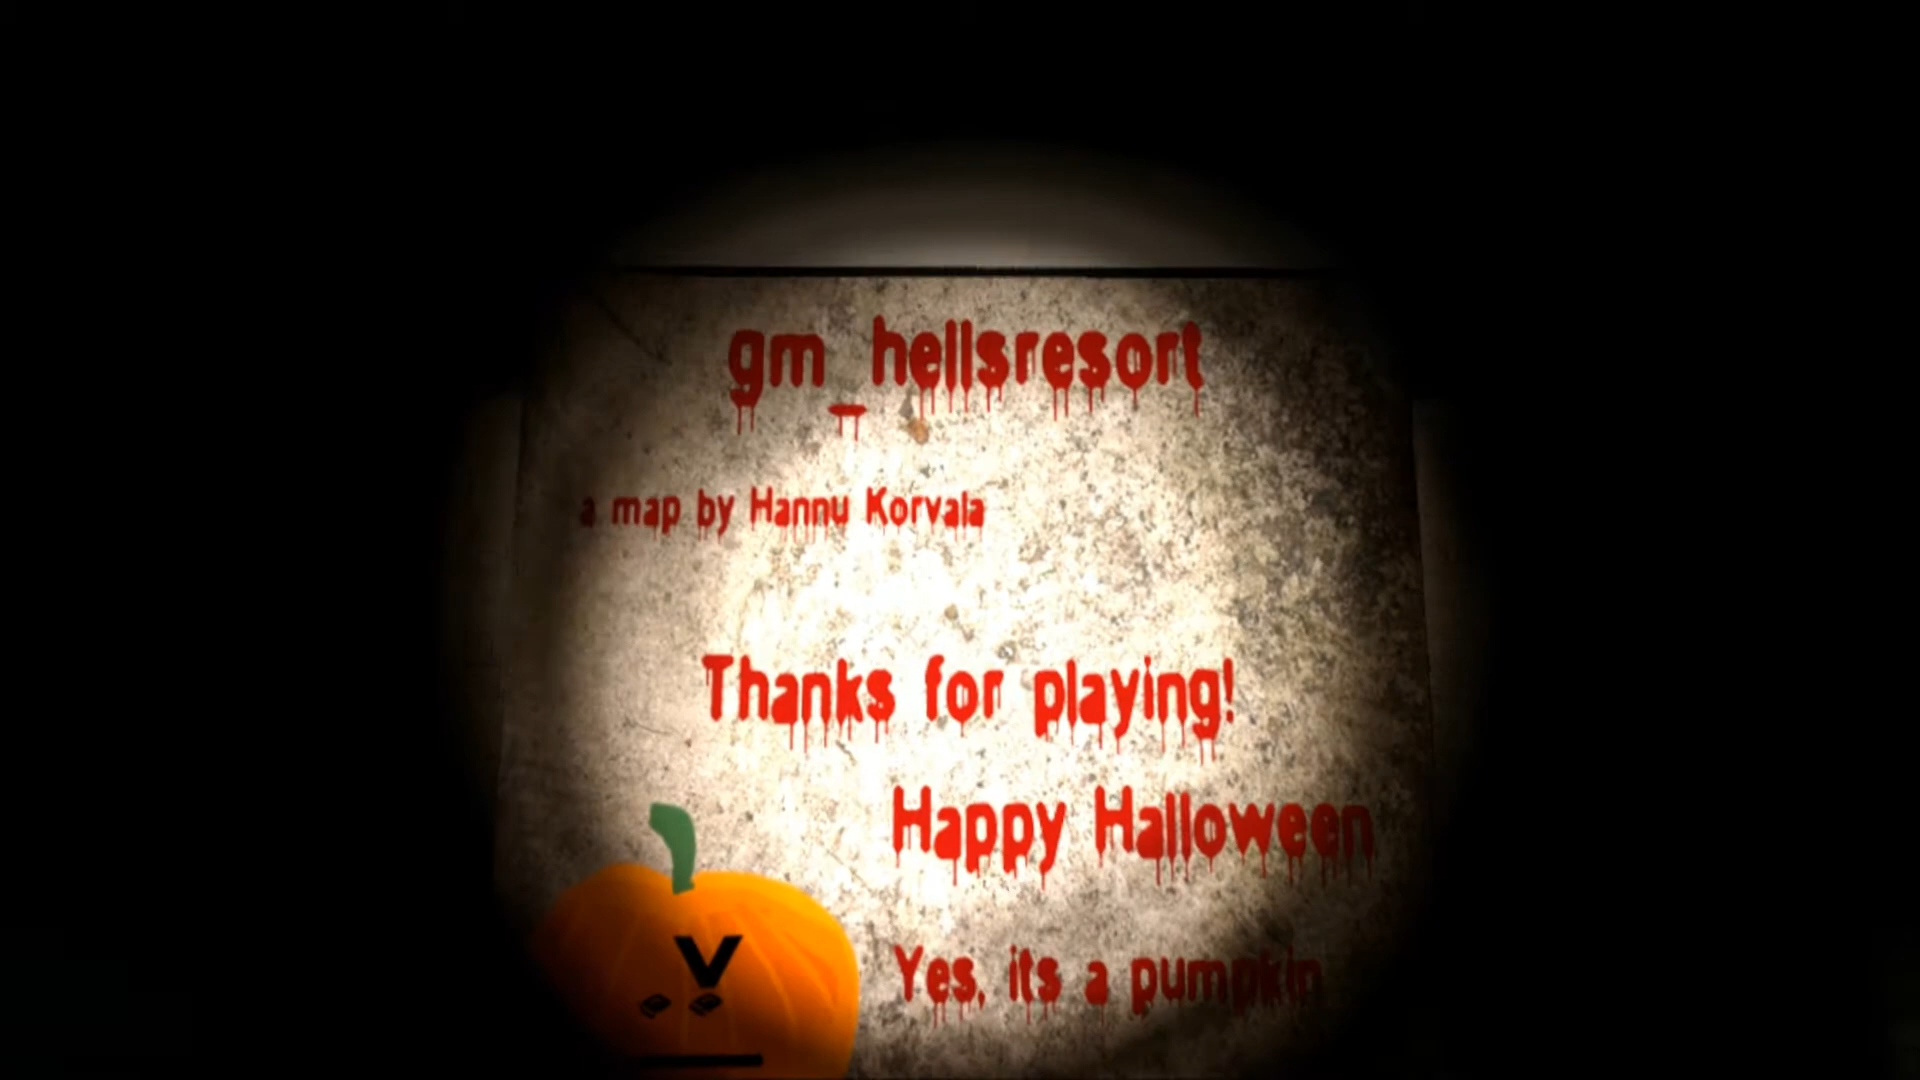 gm_hellsresort
a map by Hannu Korvala
Thanks for playing!
Happy Halloween
Yes, its a pumpkin